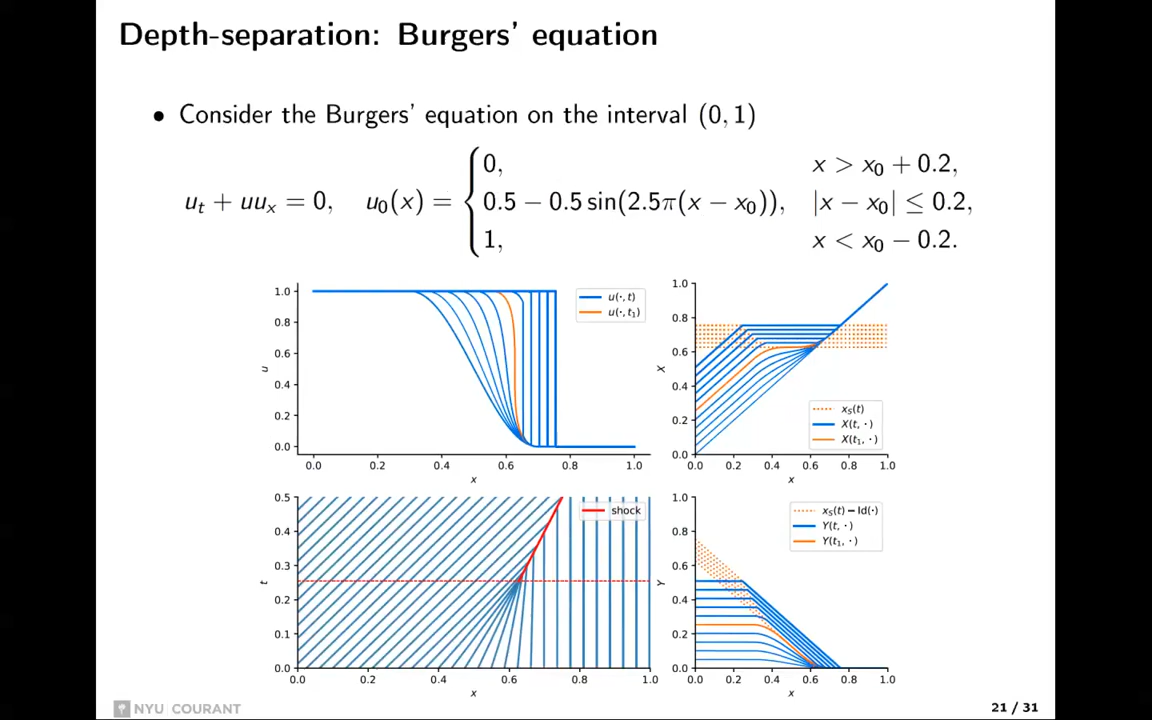 Depth-separation: Burgers' equation
• Consider the Burgers' equation on the interval (0, 1)
u_t + uu_x = 0, u_0(x) = { 0, x > x_0 + 0.2,
0.5 − 0.5 sin(2.5π(x − x_0)), |x − x_0| ≤ 0.2,
1, x < x_0 − 0.2.
1.0
0.8
0.6
0.4
0.2
0.0
u
u(·, t)
u(·, t_1)
0.0 0.2 0.4 0.6 0.8 1.0
x
1.0
0.8
0.6
0.4
0.2
0.0
X
x_S(t)
X(t, ·)
X(t_1, ·)
0.0 0.2 0.4 0.6 0.8 1.0
x
0.5
0.4
0.3
0.2
0.1
0.0
t
shock
0.0 0.2 0.4 0.6 0.8 1.0
x
1.0
0.8
0.6
0.4
0.2
0.0
Y
x_S(t) − Id(·)
Y(t, ·)
Y(t_1, ·)
0.0 0.2 0.4 0.6 0.8 1.0
x
NYU COURANT
21 / 31